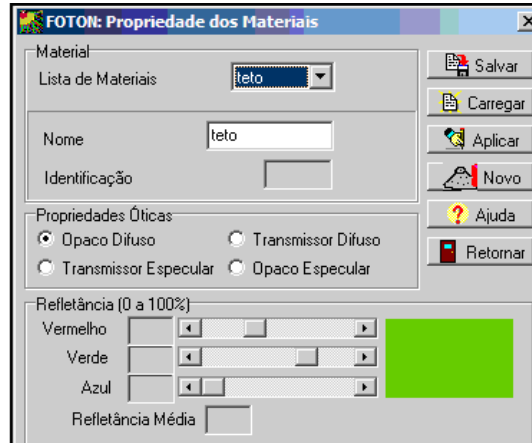 FOTON: Propriedade dos Materiais
Material
Lista de Materiais teto
Nome teto
Identificação
Propriedades Óticas
Opaco Difuso Transmissor Difuso
Transmissor Especular Opaco Especular
Refletância (0 a 100%)
Vermelho
Verde
Azul
Refletância Média
Salvar
Carregar
Aplicar
Novo
? Ajuda
Retornar